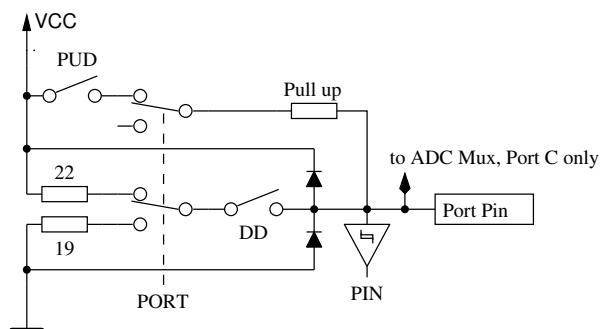 VCC
PUD
Pull up
to ADC Mux, Port C only
22
Port Pin
19
DD
PIN
PORT